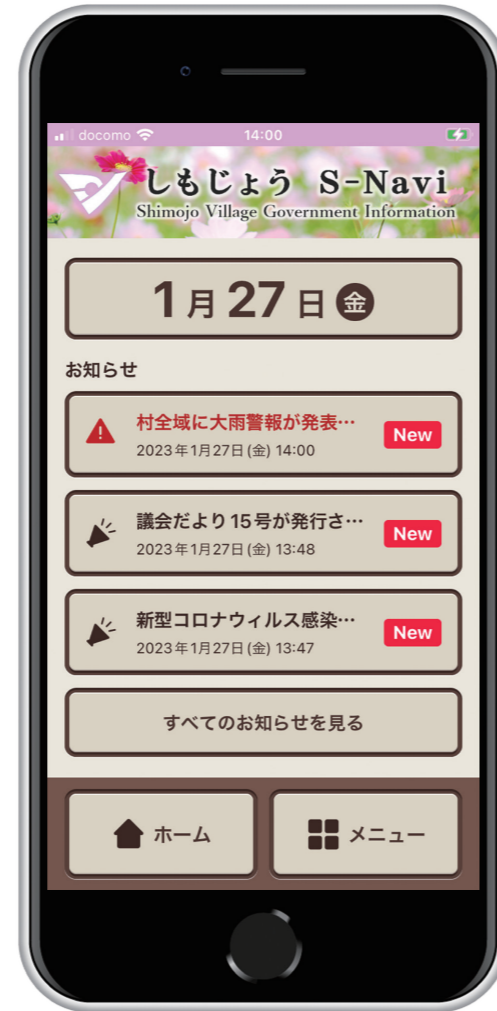 docomo 14:00
しもじょう S-Navi
Shimojo Village Government Information
1月27日 金
お知らせ
村全域に大雨警報が発表…
New
2023年1月27日(金) 14:00
議会だより15号が発行さ…
New
2023年1月27日(金) 13:48
新型コロナウィルス感染…
New
2023年1月27日(金) 13:47
すべてのお知らせを見る
ホーム
メニュー